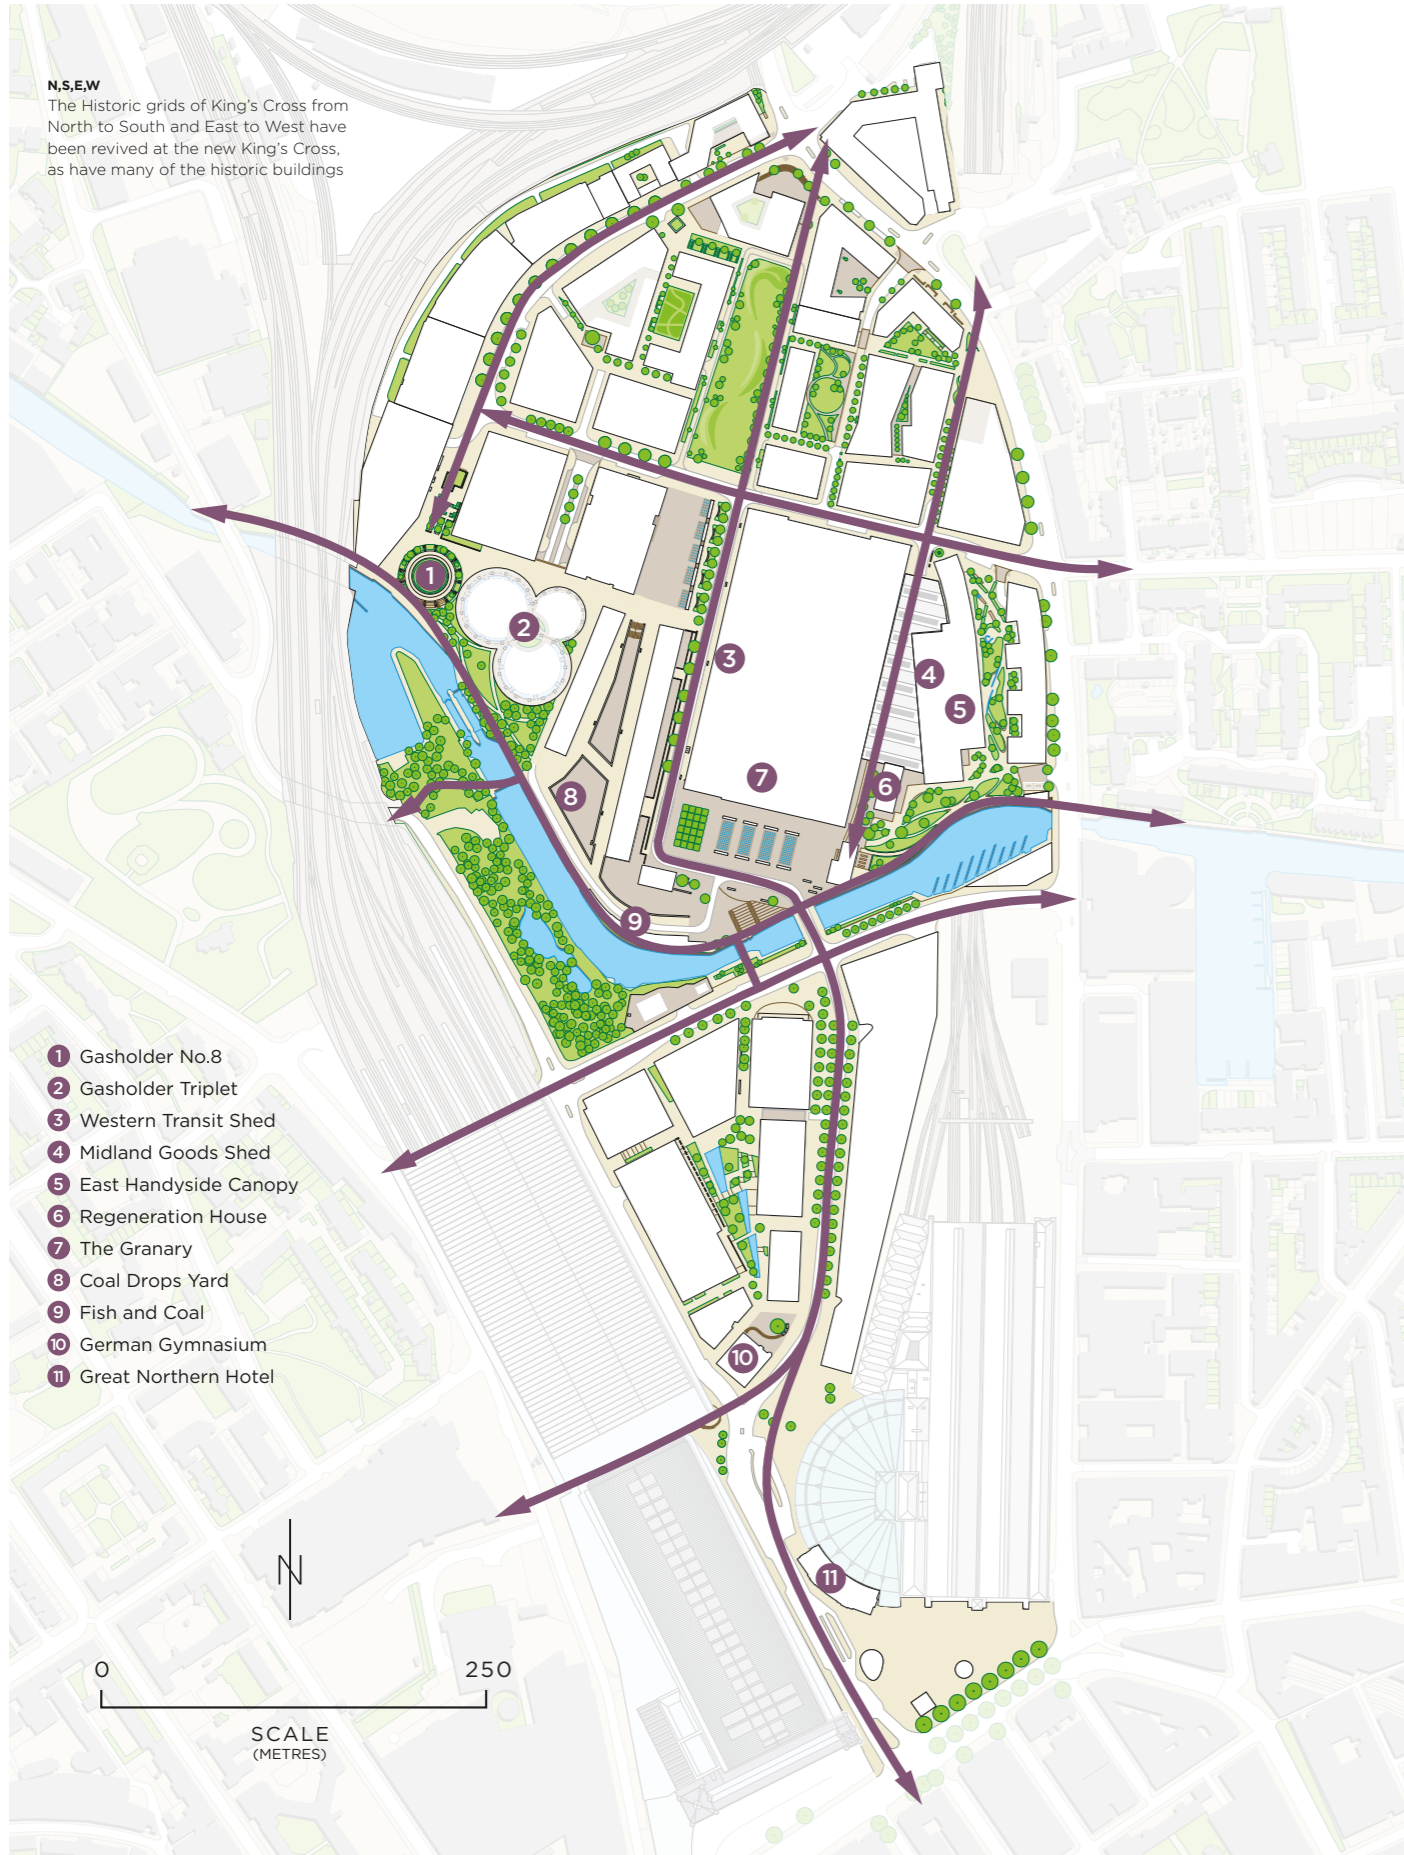 N,S,E,W
The Historic grids of King's Cross from
North to South and East to West have
been revived at the new King's Cross,
as have many of the historic buildings
1
2
3
4
5
6
7
8
9
10
11
1 Gasholder No.8
2 Gasholder Triplet
3 Western Transit Shed
4 Midland Goods Shed
5 East Handyside Canopy
6 Regeneration House
7 The Granary
8 Coal Drops Yard
9 Fish and Coal
10 German Gymnasium
11 Great Northern Hotel
N
0 250
SCALE
(METRES)